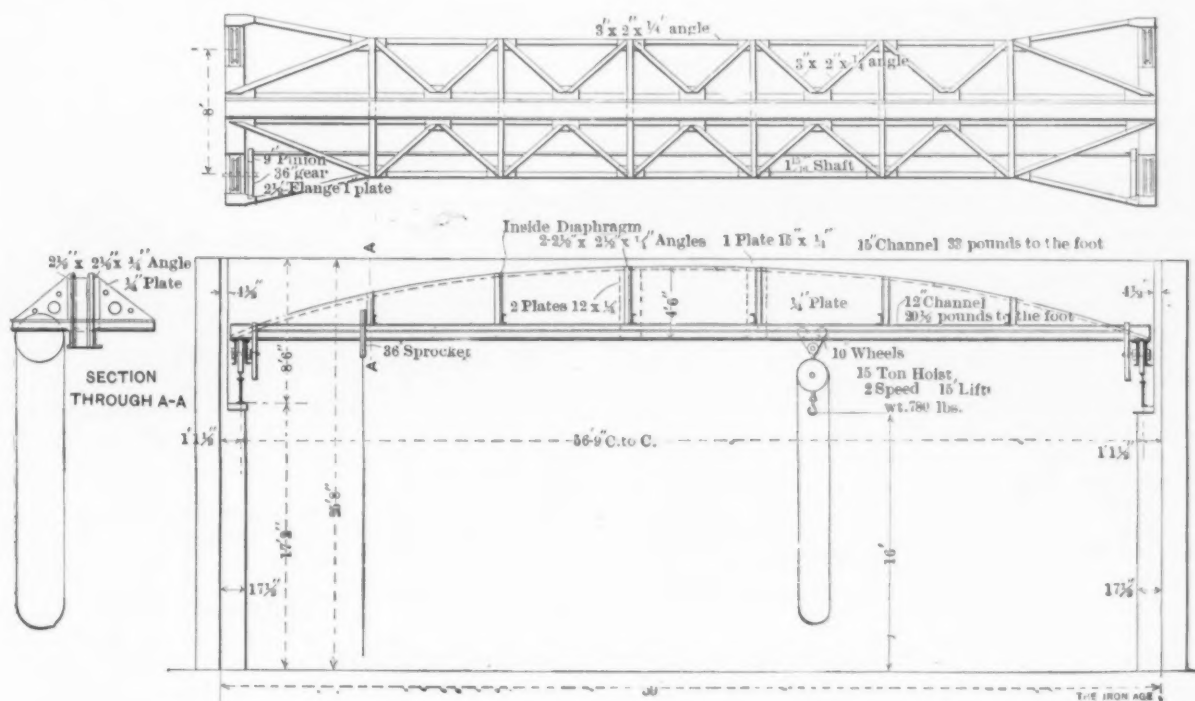 3" x 2" x 1/4" angle
3" x 2" x 1/4" angle
8'
9" Pinion
36" gear
2 1/2" Flange 1" plate
1 15/16" Shaft
Inside Diaphragm
2-2 1/2" x 2 1/2" x 1/4" Angles
1 Plate 15" x 1/4"
15" Channel 33 pounds to the foot
A
2 1/2" x 2 1/2" x 1/4" Angle
1/4" Plate
4 1/2"
4 1/2"
2 Plates 12 x
4'6"
1/4" Plate
12" Channel
20 1/2 pounds to the foot
36" Sprocket
A
8'-6"
10" Wheels
15 Ton Hoist
2 Speed 15' Lift
wt. 780 lbs.
SECTION
THROUGH A-A
1'1 1/2"
56'-9" C. to C.
1'1 1/2"
16'
17 1/2"
17 1/2"
THE IRON AGE